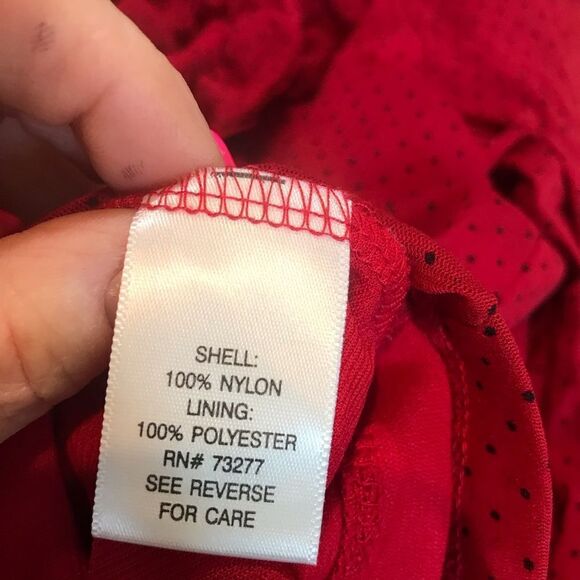 SHELL:
100% NYLON
LINING:
100% POLYESTER
RN# 73277
SEE REVERSE
FOR CARE